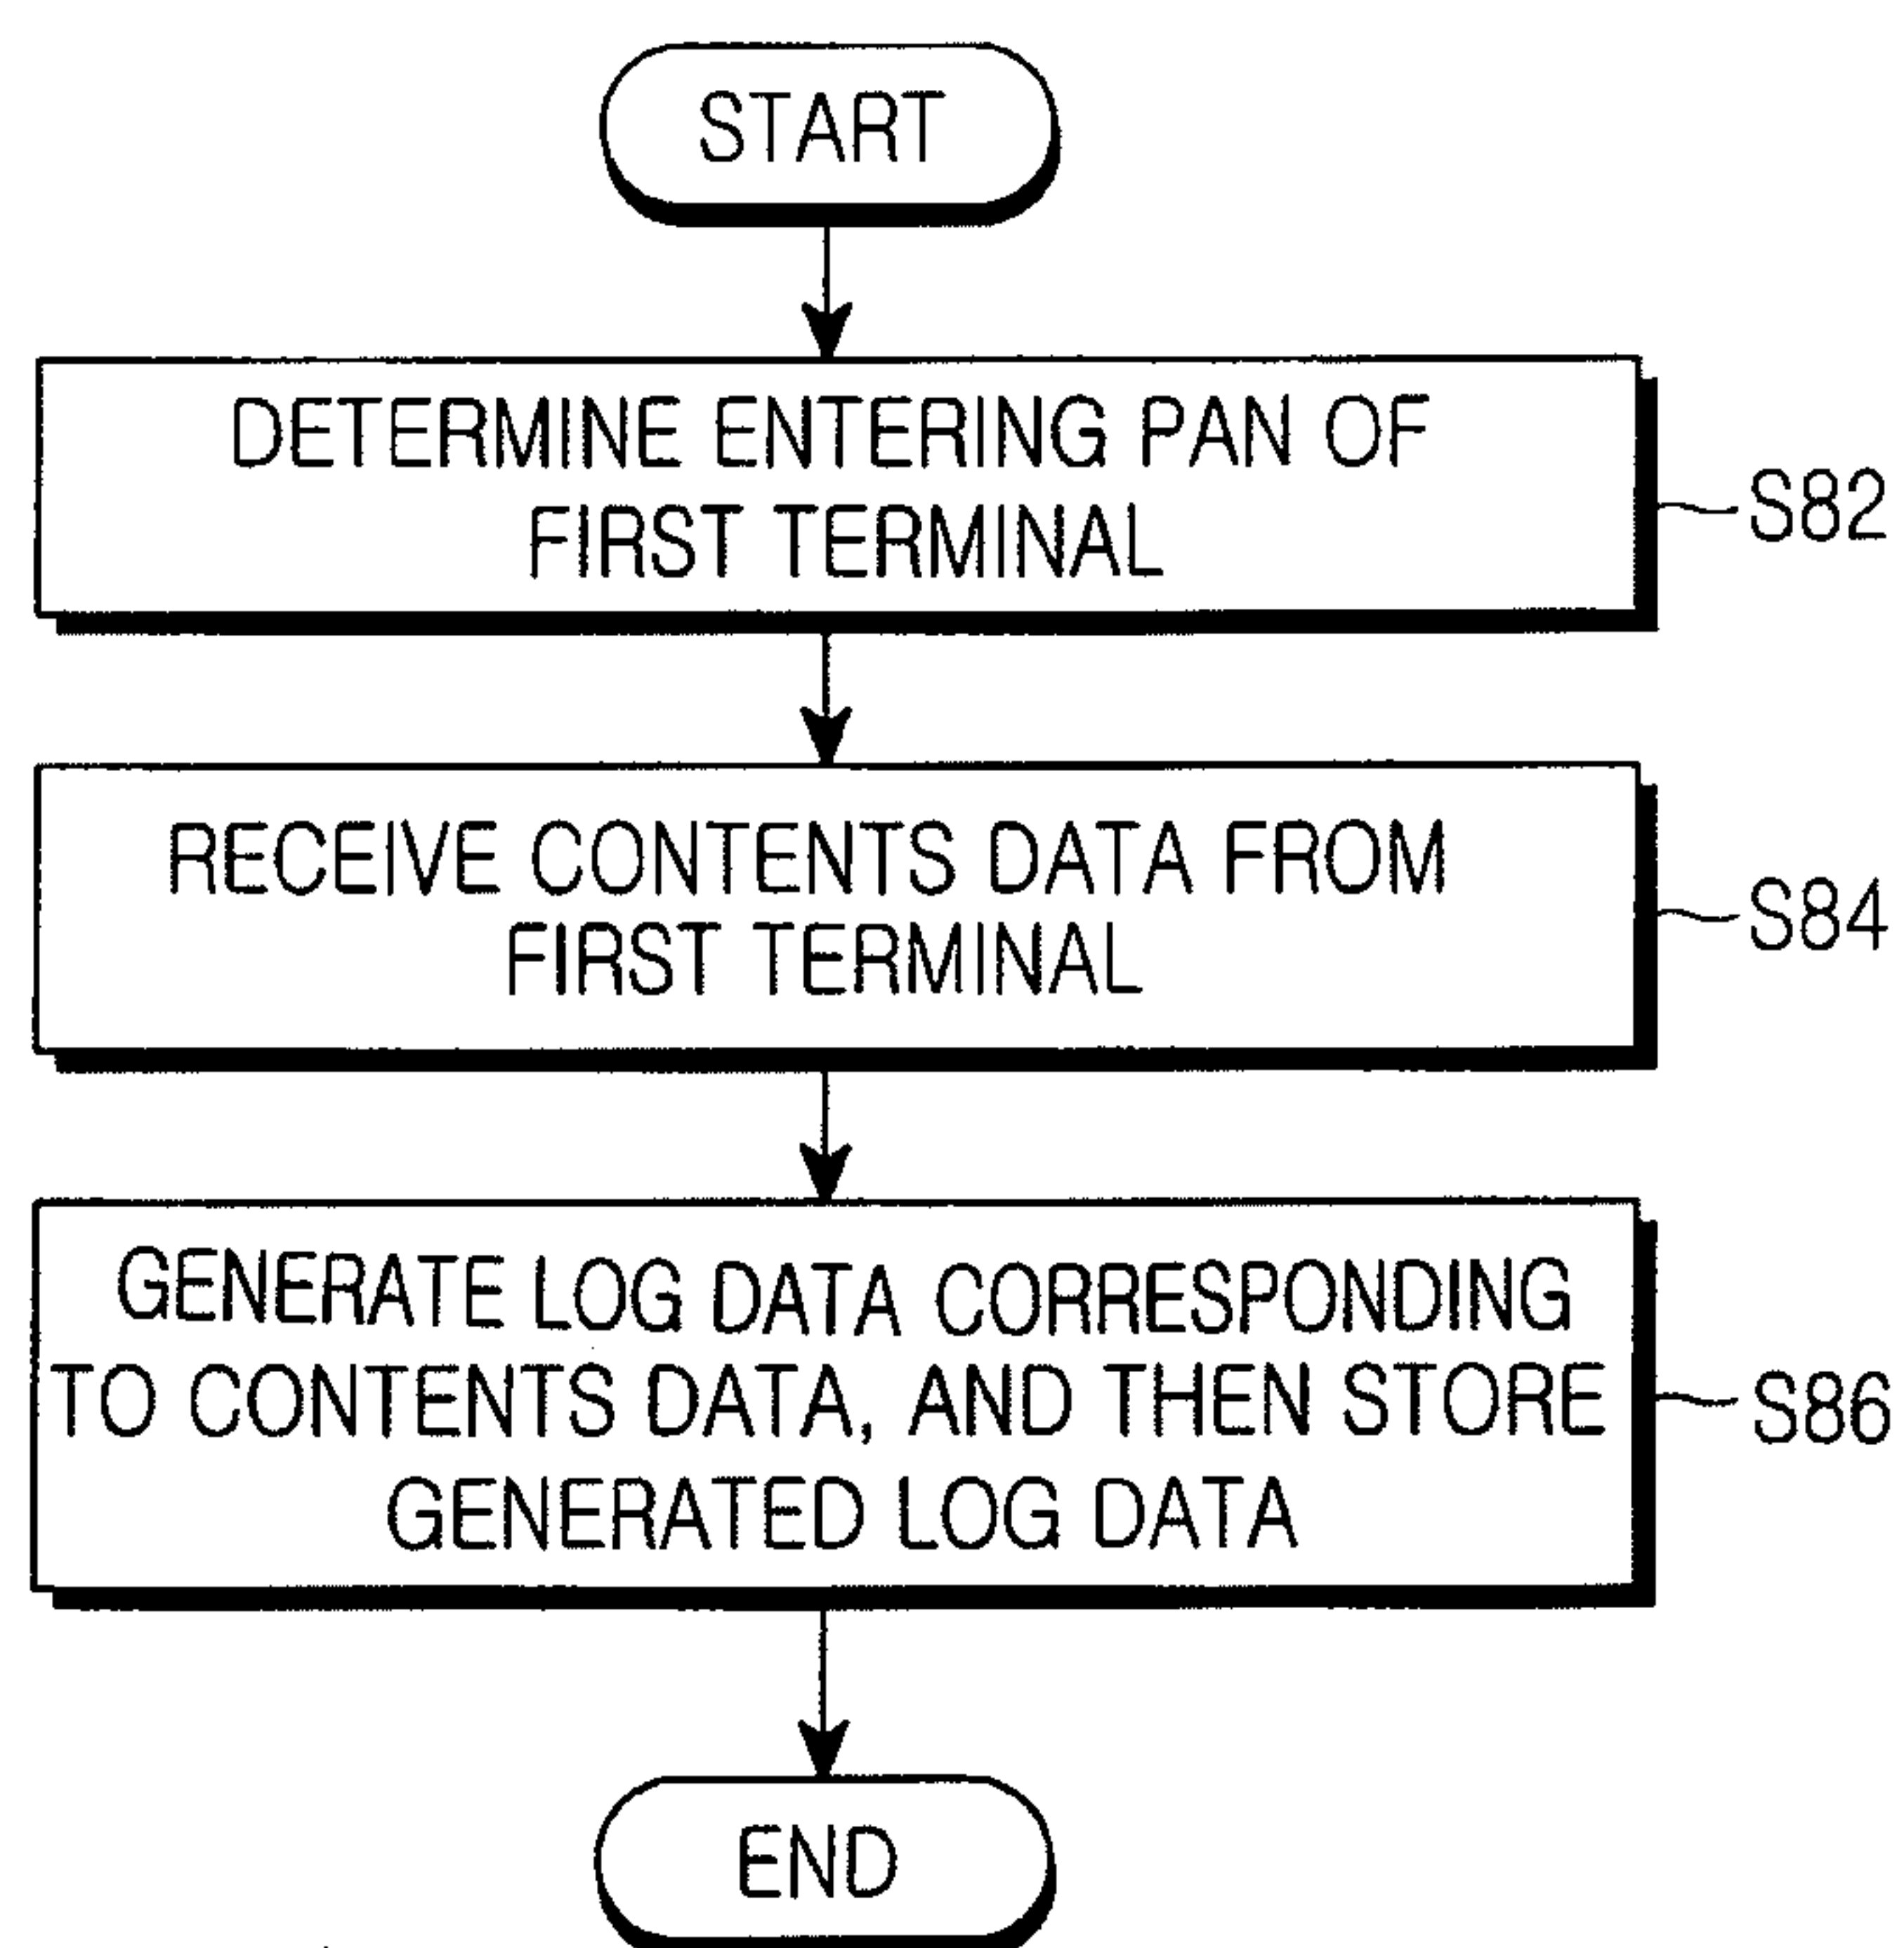 START
DETERMINE ENTERING PAN OF
FIRST TERMINAL
S82
RECEIVE CONTENTS DATA FROM
FIRST TERMINAL
S84
GENERATE LOG DATA CORRESPONDING
TO CONTENTS DATA, AND THEN STORE
GENERATED LOG DATA
S86
END